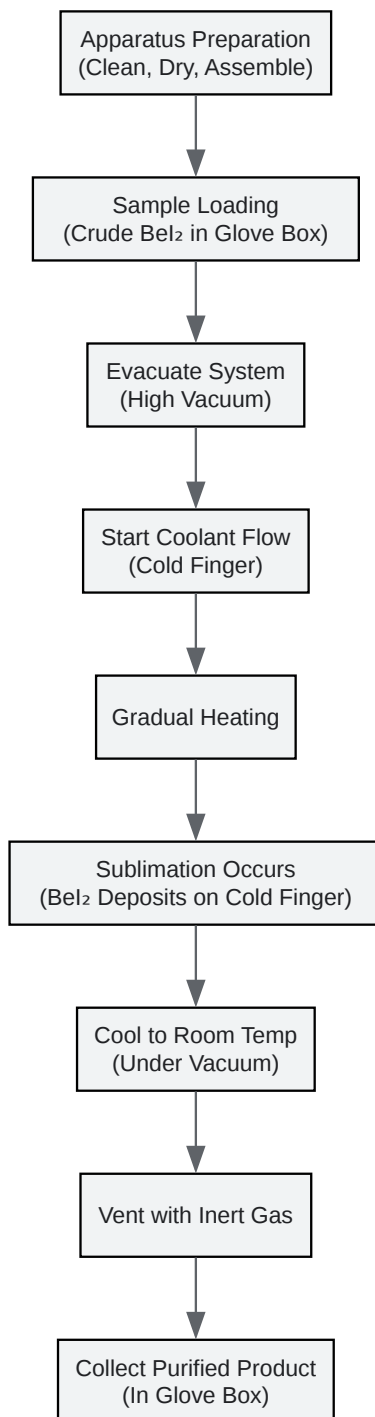 Apparatus Preparation
(Clean, Dry, Assemble)
Sample Loading
(Crude BeI₂ in Glove Box)
Evacuate System
(High Vacuum)
Start Coolant Flow
(Cold Finger)
Gradual Heating
Sublimation Occurs
(BeI₂ Deposits on Cold Finger)
Cool to Room Temp
(Under Vacuum)
Vent with Inert Gas
Collect Purified Product
(In Glove Box)